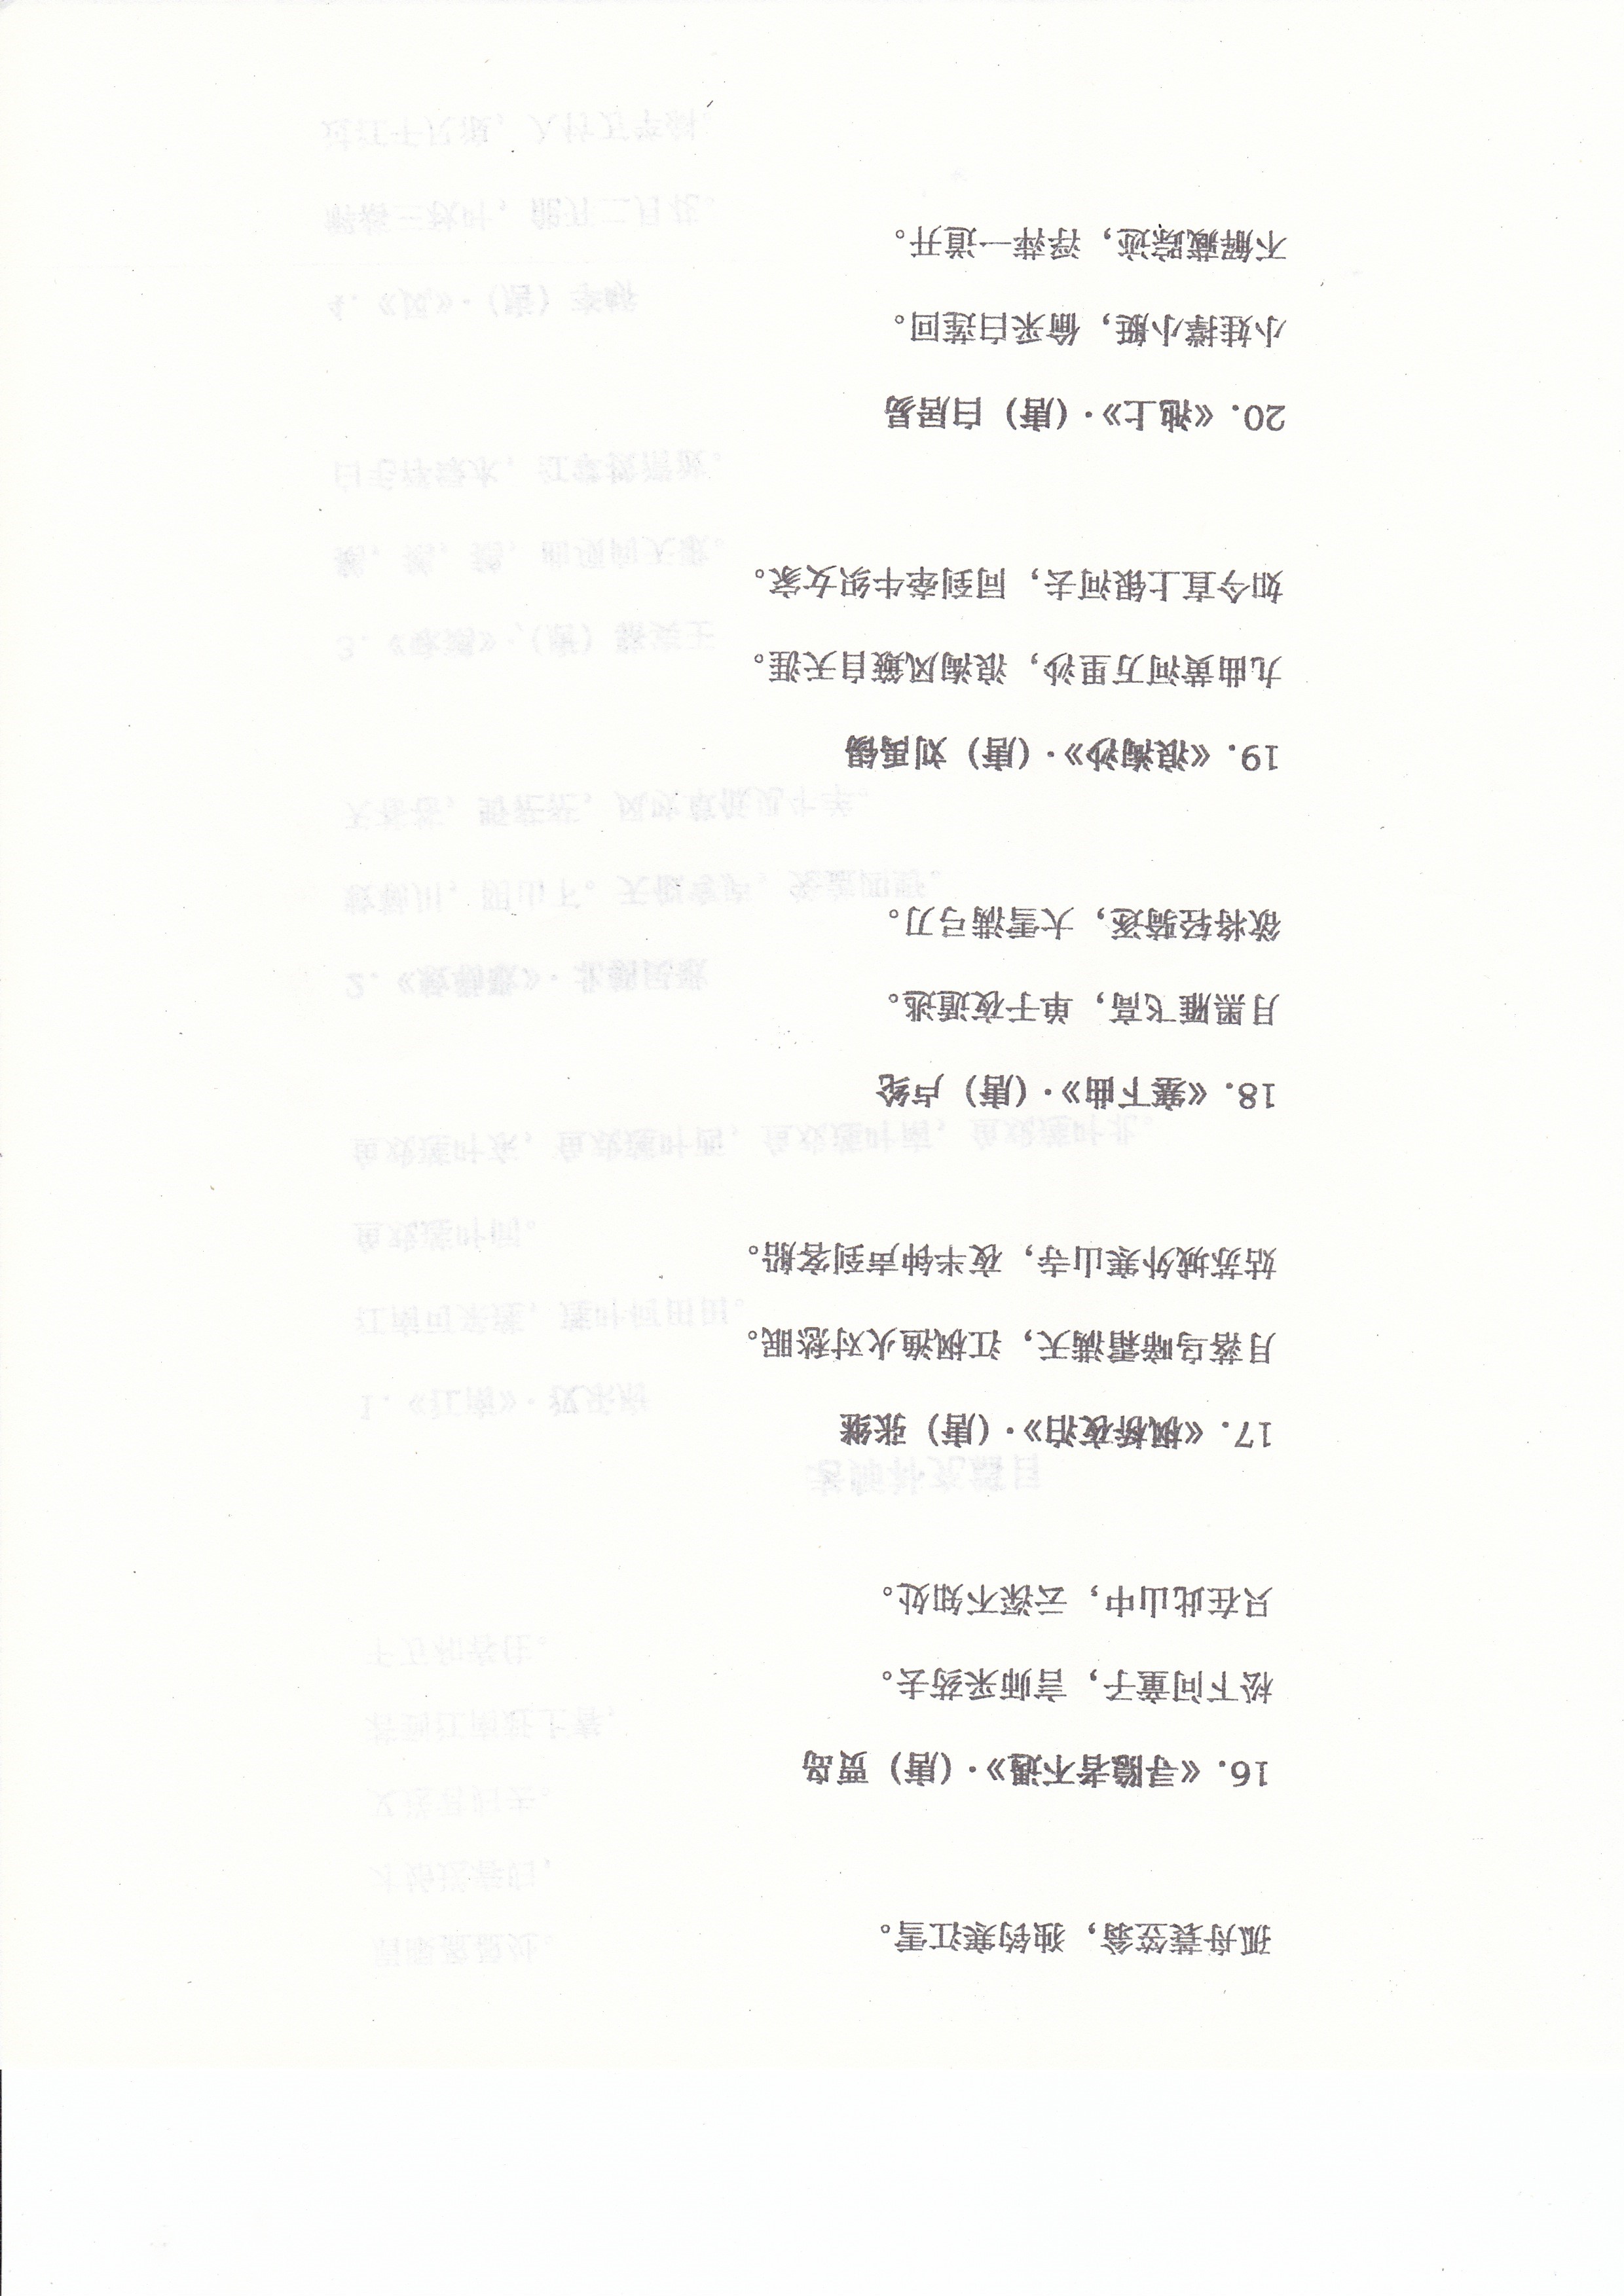 孤舟蓑笠翁，独钓寒江雪。
16.《寻隐者不遇》·（唐）贾岛
松下问童子，言师采药去。
只在此山中，云深不知处。
17.《枫桥夜泊》·（唐）张继
月落乌啼霜满天，江枫渔火对愁眠。
姑苏城外寒山寺，夜半钟声到客船。
18.《塞下曲》·（唐）卢纶
月黑雁飞高，单于夜遁逃。
欲将轻骑逐，大雪满弓刀。
19.《浪淘沙》·（唐）刘禹锡
九曲黄河万里沙，浪淘风簸自天涯。
如今直上银河去，同到牵牛织女家。
20.《池上》·（唐）白居易
小娃撑小艇，偷采白莲回。
不解藏踪迹，浮萍一道开。